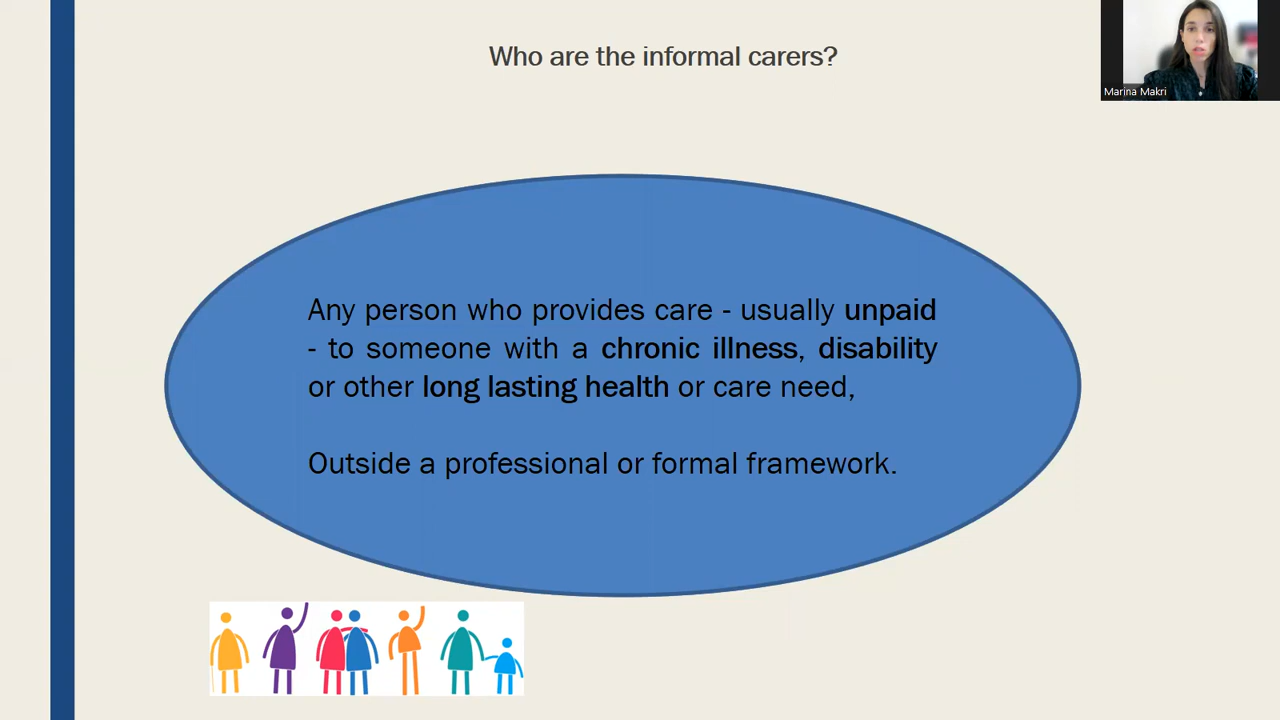 Who are the informal carers?
Marina Makri
Any person who provides care - usually unpaid
- to someone with a chronic illness, disability
or other long lasting health or care need,
Outside a professional or formal framework.